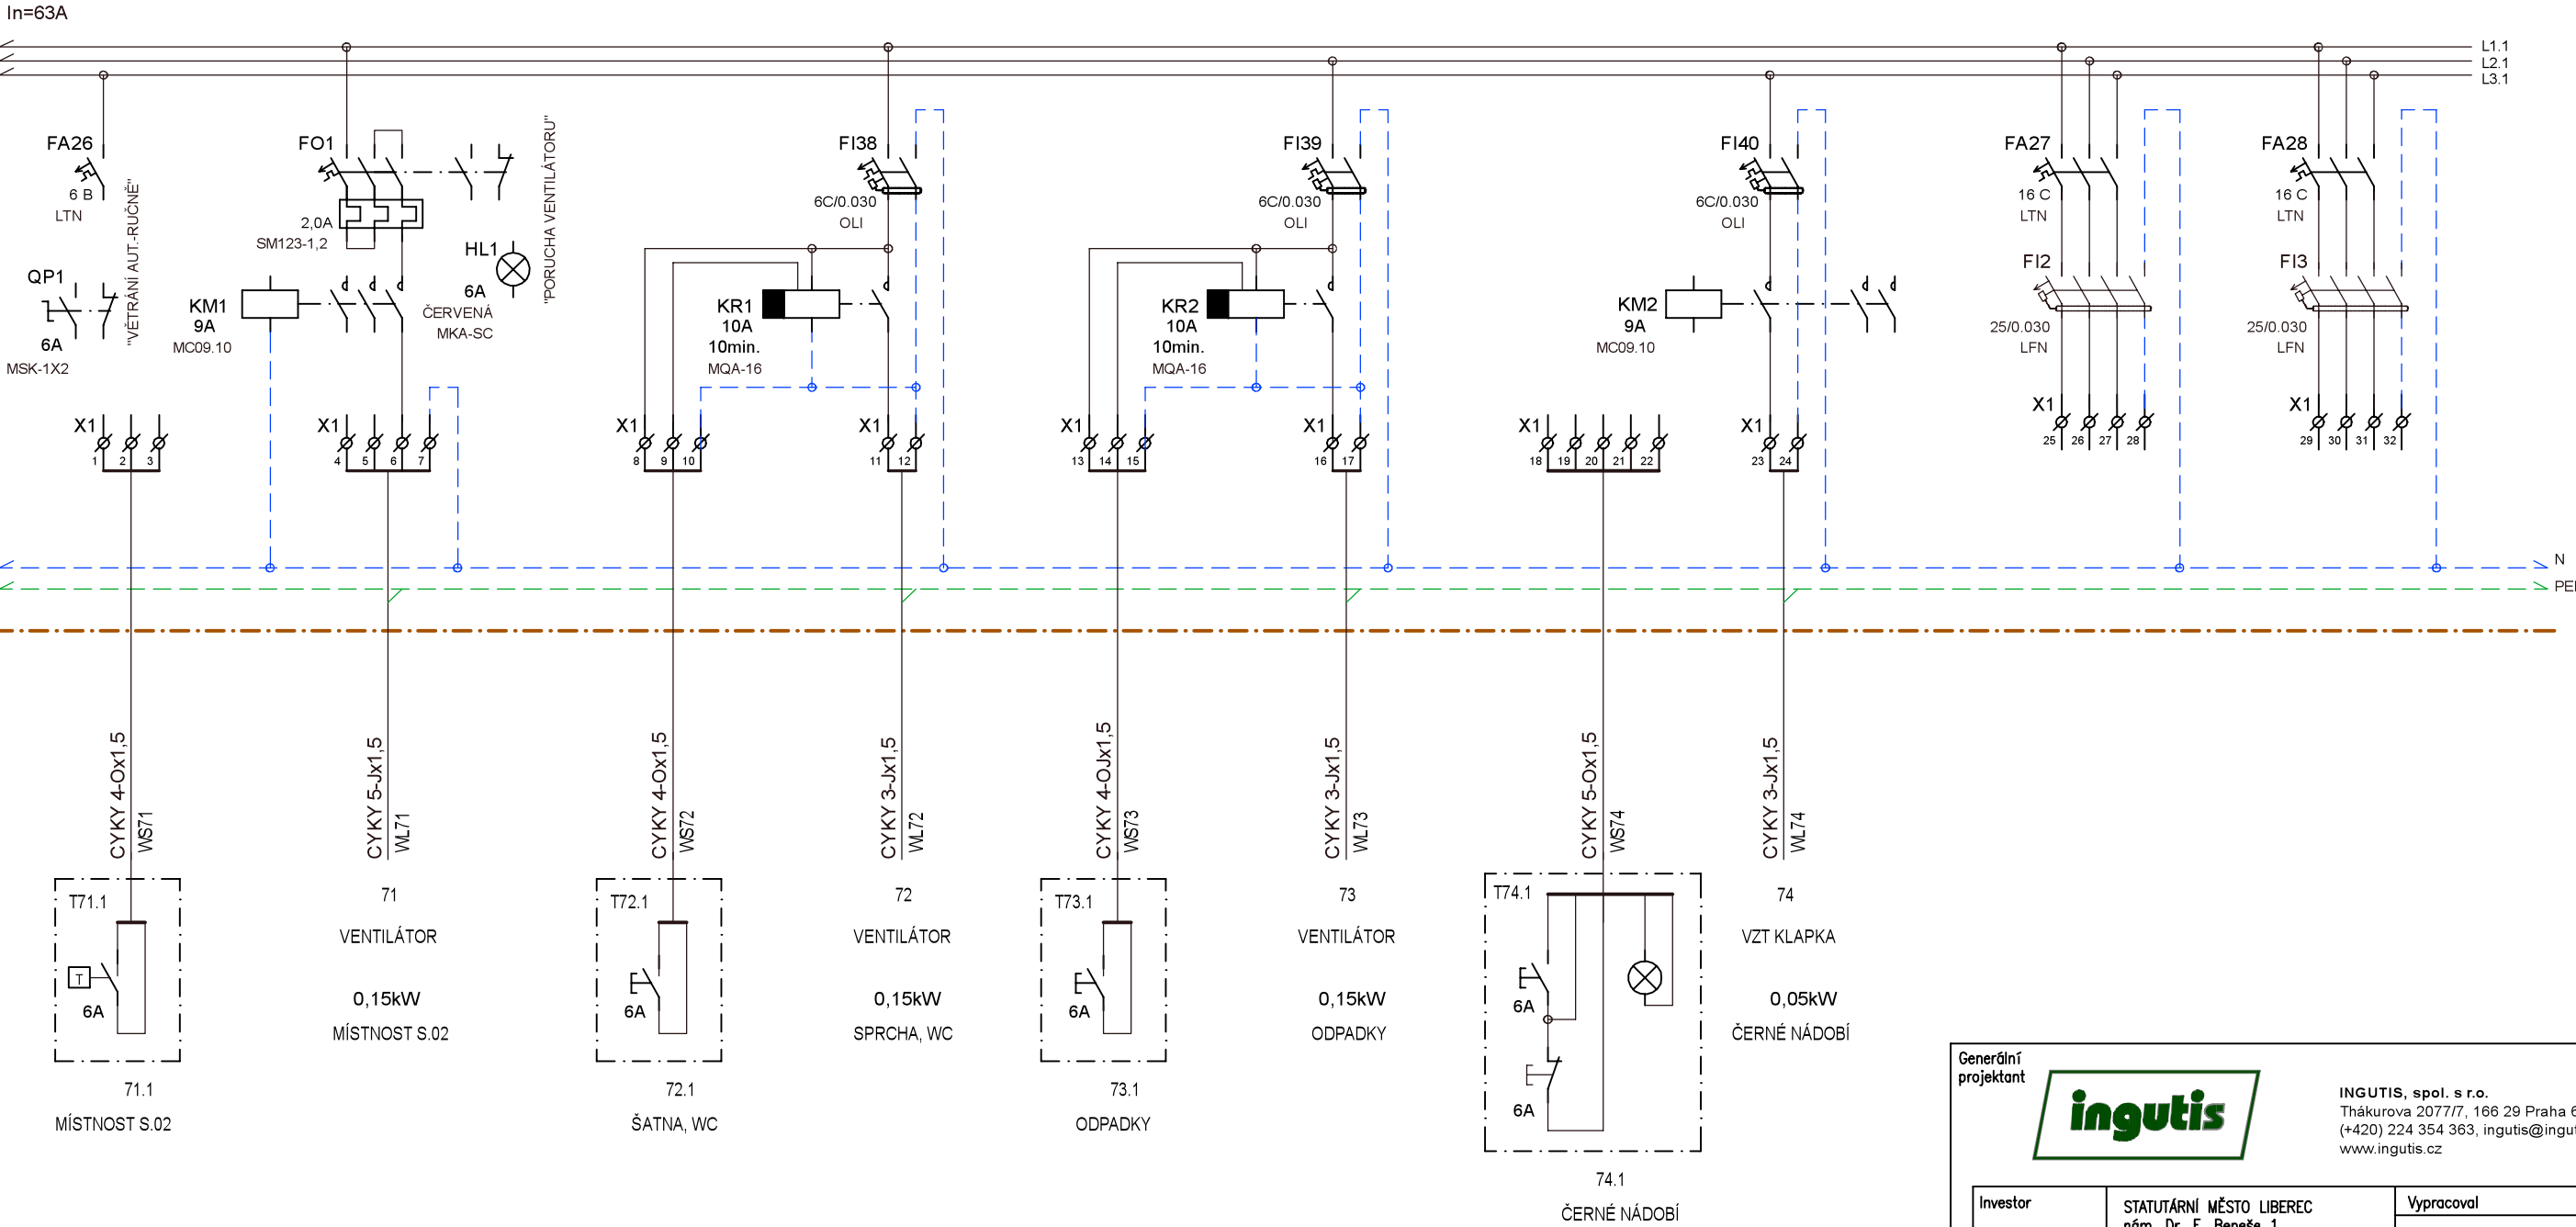 In=63A
L1.1
L2.1
L3.1
FA26
6 B
LTN
QP1
6A
MSK-1X2
"VĚTRÁNÍ AUT.-RUČNĚ"
FO1
2,0A
SM123-1,2
KM1
9A
MC09.10
HL1
6A
ČERVENÁ
MKA-SC
"PORUCHA VENTILÁTORU"
FI38
6C/0.030
OLI
KR1
10A
10min.
MQA-16
FI39
6C/0.030
OLI
KR2
10A
10min.
MQA-16
FI40
6C/0.030
OLI
KM2
9A
MC09.10
FA27
16 C
LTN
FI2
25/0.030
LFN
FA28
16 C
LTN
FI3
25/0.030
LFN
X1
1 2 3
X1
4 5 6 7
X1
8 9 10
X1
11 12
X1
13 14 15
X1
16 17
X1
18 19 20 21 22
X1
23 24
X1
25 26 27 28
X1
29 30 31 32
N
CYKY 4-Ox1,5
WS71
CYKY 5-Jx1,5
WL71
CYKY 4-Ox1,5
WS72
CYKY 3-Jx1,5
WL72
CYKY 4-OJx1,5
WS73
CYKY 3-Jx1,5
WL73
CYKY 5-Ox1,5
WS74
CYKY 3-Jx1,5
WL74
T71.1
T
6A
71.1
MÍSTNOST S.02
71
VENTILÁTOR
0,15kW
MÍSTNOST S.02
T72.1
6A
72.1
ŠATNA, WC
72
VENTILÁTOR
0,15kW
SPRCHA, WC
T73.1
6A
73.1
ODPADKY
73
VENTILÁTOR
0,15kW
ODPADKY
T74.1
6A
6A
74.1
ČERNÉ NÁDOBÍ
74
VZT KLAPKA
0,05kW
ČERNÉ NÁDOBÍ
Generální
projektant
ingutis
INGUTIS, spol. s r.o.
Thákurova 2077/7, 166 29 Praha 6
(+420) 224 354 363, ingutis@ingut
www.ingutis.cz
Investor
STATUTÁRNÍ MĚSTO LIBEREC
nám. Dr. E. Beneše 1
Vypracoval